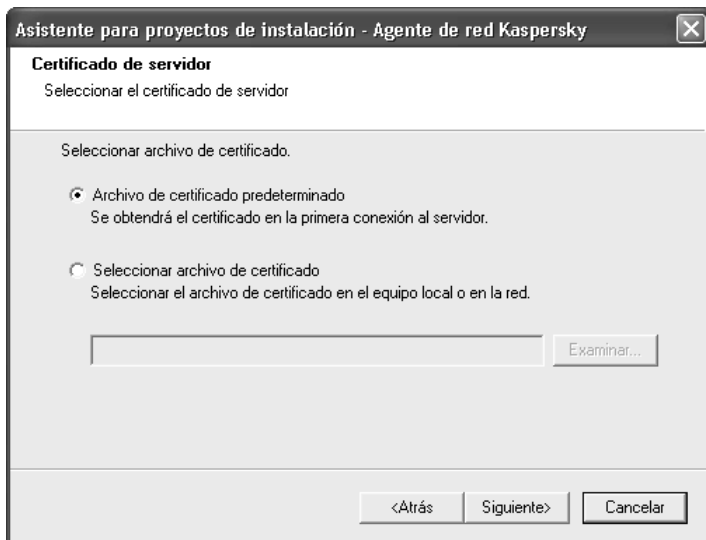 Asistente para proyectos de instalación - Agente de red Kaspersky
Certificado de servidor
Seleccionar el certificado de servidor
Seleccionar archivo de certificado.
Archivo de certificado predeterminado
Se obtendrá el certificado en la primera conexión al servidor.
Seleccionar archivo de certificado
Seleccionar el archivo de certificado en el equipo local o en la red.
Examinar...
<Atrás
Siguiente>
Cancelar